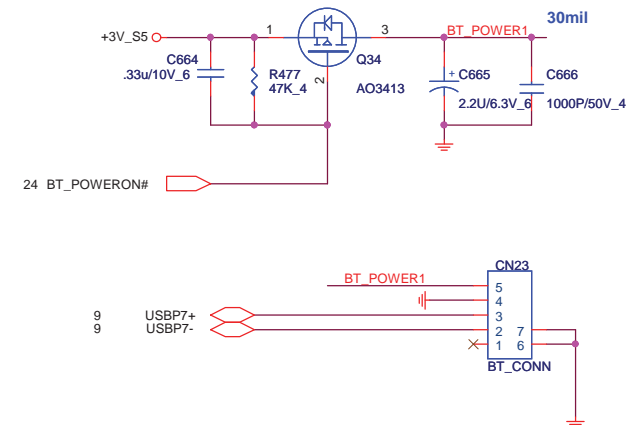 30mil
+3V_S5
1
3
BT_POWER1
C664
.33u/10V_6
R477
47K_4
2
Q34
AO3413
+
C665
2.2U/6.3V_6
C666
1000P/50V_4
24 BT_POWERON#
CN23
BT_POWER1
5
4
9 USBP7+
3
9 USBP7-
2 7
1 6
BT_CONN